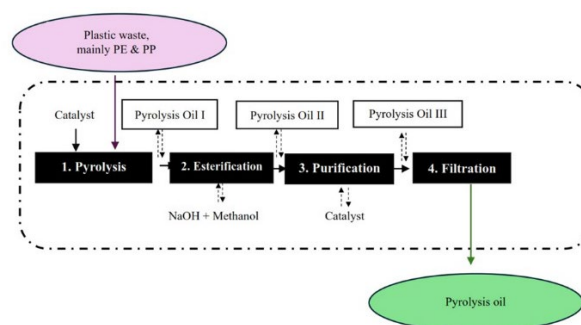 Plastic waste,
mainly PE & PP
Catalyst
Pyrolysis Oil I
Pyrolysis Oil II
Pyrolysis Oil III
1. Pyrolysis
2. Esterification
3. Purification
4. Filtration
NaOH + Methanol
Catalyst
Pyrolysis oil